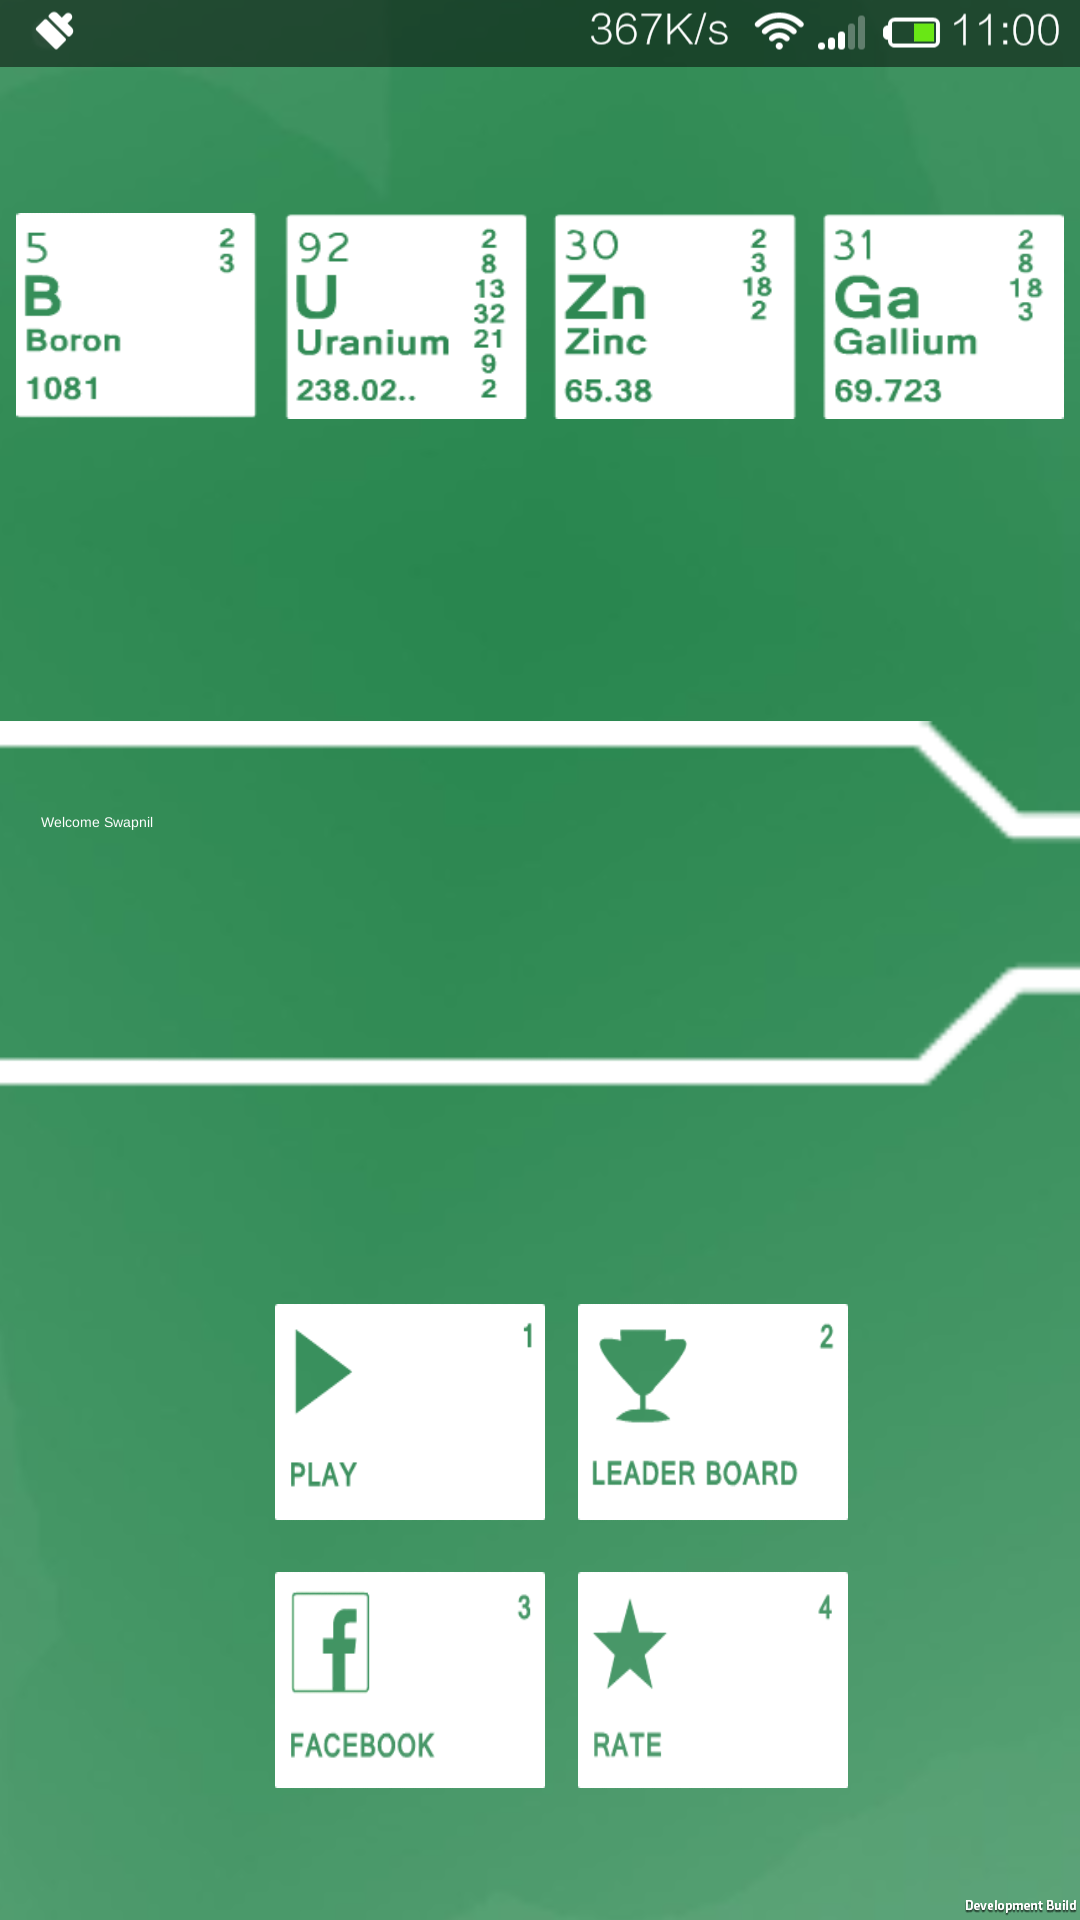 367K/s 11:00
5
B
Boron
1081
2
3
92
U
Uranium
238.02..
2
8
13
32
21
9
2
30
Zn
Zinc
65.38
2
3
18
2
31
Ga
Gallium
69.723
2
8
18
3
Welcome Swapnil
1
PLAY
2
LEADER BOARD
3
FACEBOOK
4
RATE
Development Build